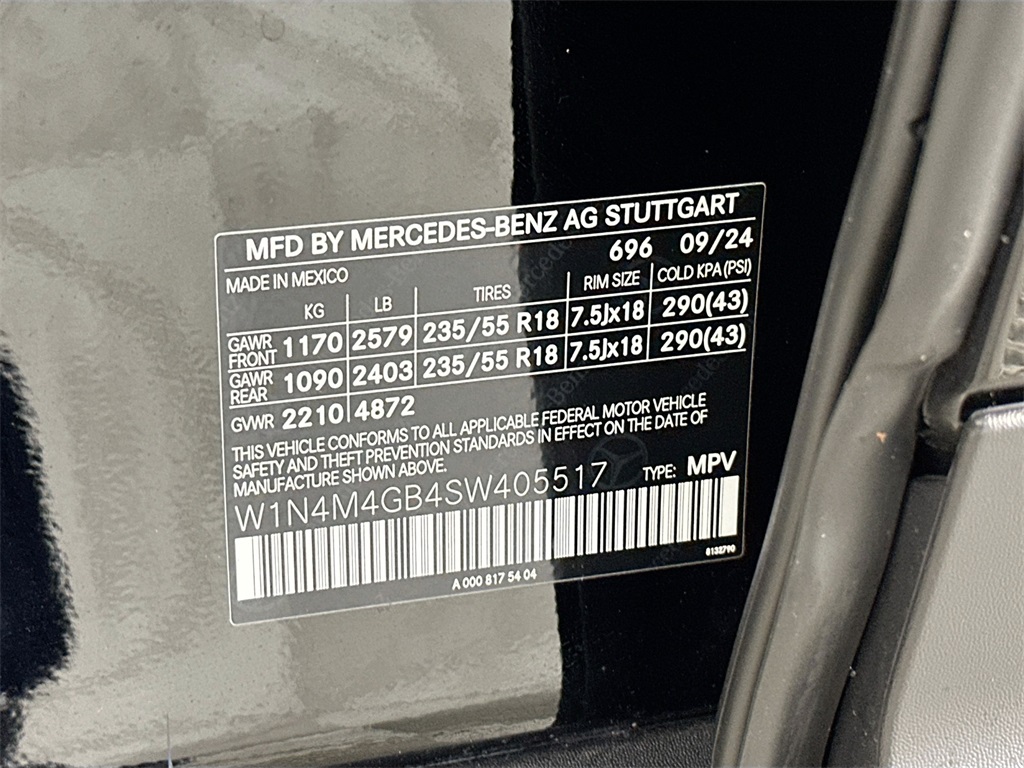 MFD BY MERCEDES-BENZ AG STUTTGART
MADE IN MEXICO 696 09/24
KG LB TIRES RIM SIZE COLD KPA (PSI)
GAWR FRONT 1170 2579 235/55 R18 7.5Jx18 290(43)
GAWR REAR 1090 2403 235/55 R18 7.5Jx18 290(43)
GVWR 2210 4872
THIS VEHICLE CONFORMS TO ALL APPLICABLE FEDERAL MOTOR VEHICLE
SAFETY AND THEFT PREVENTION STANDARDS IN EFFECT ON THE DATE OF
MANUFACTURE SHOWN ABOVE.
W1N4M4GB4SW405517 TYPE: MPV
8132790
A 000 817 54 04